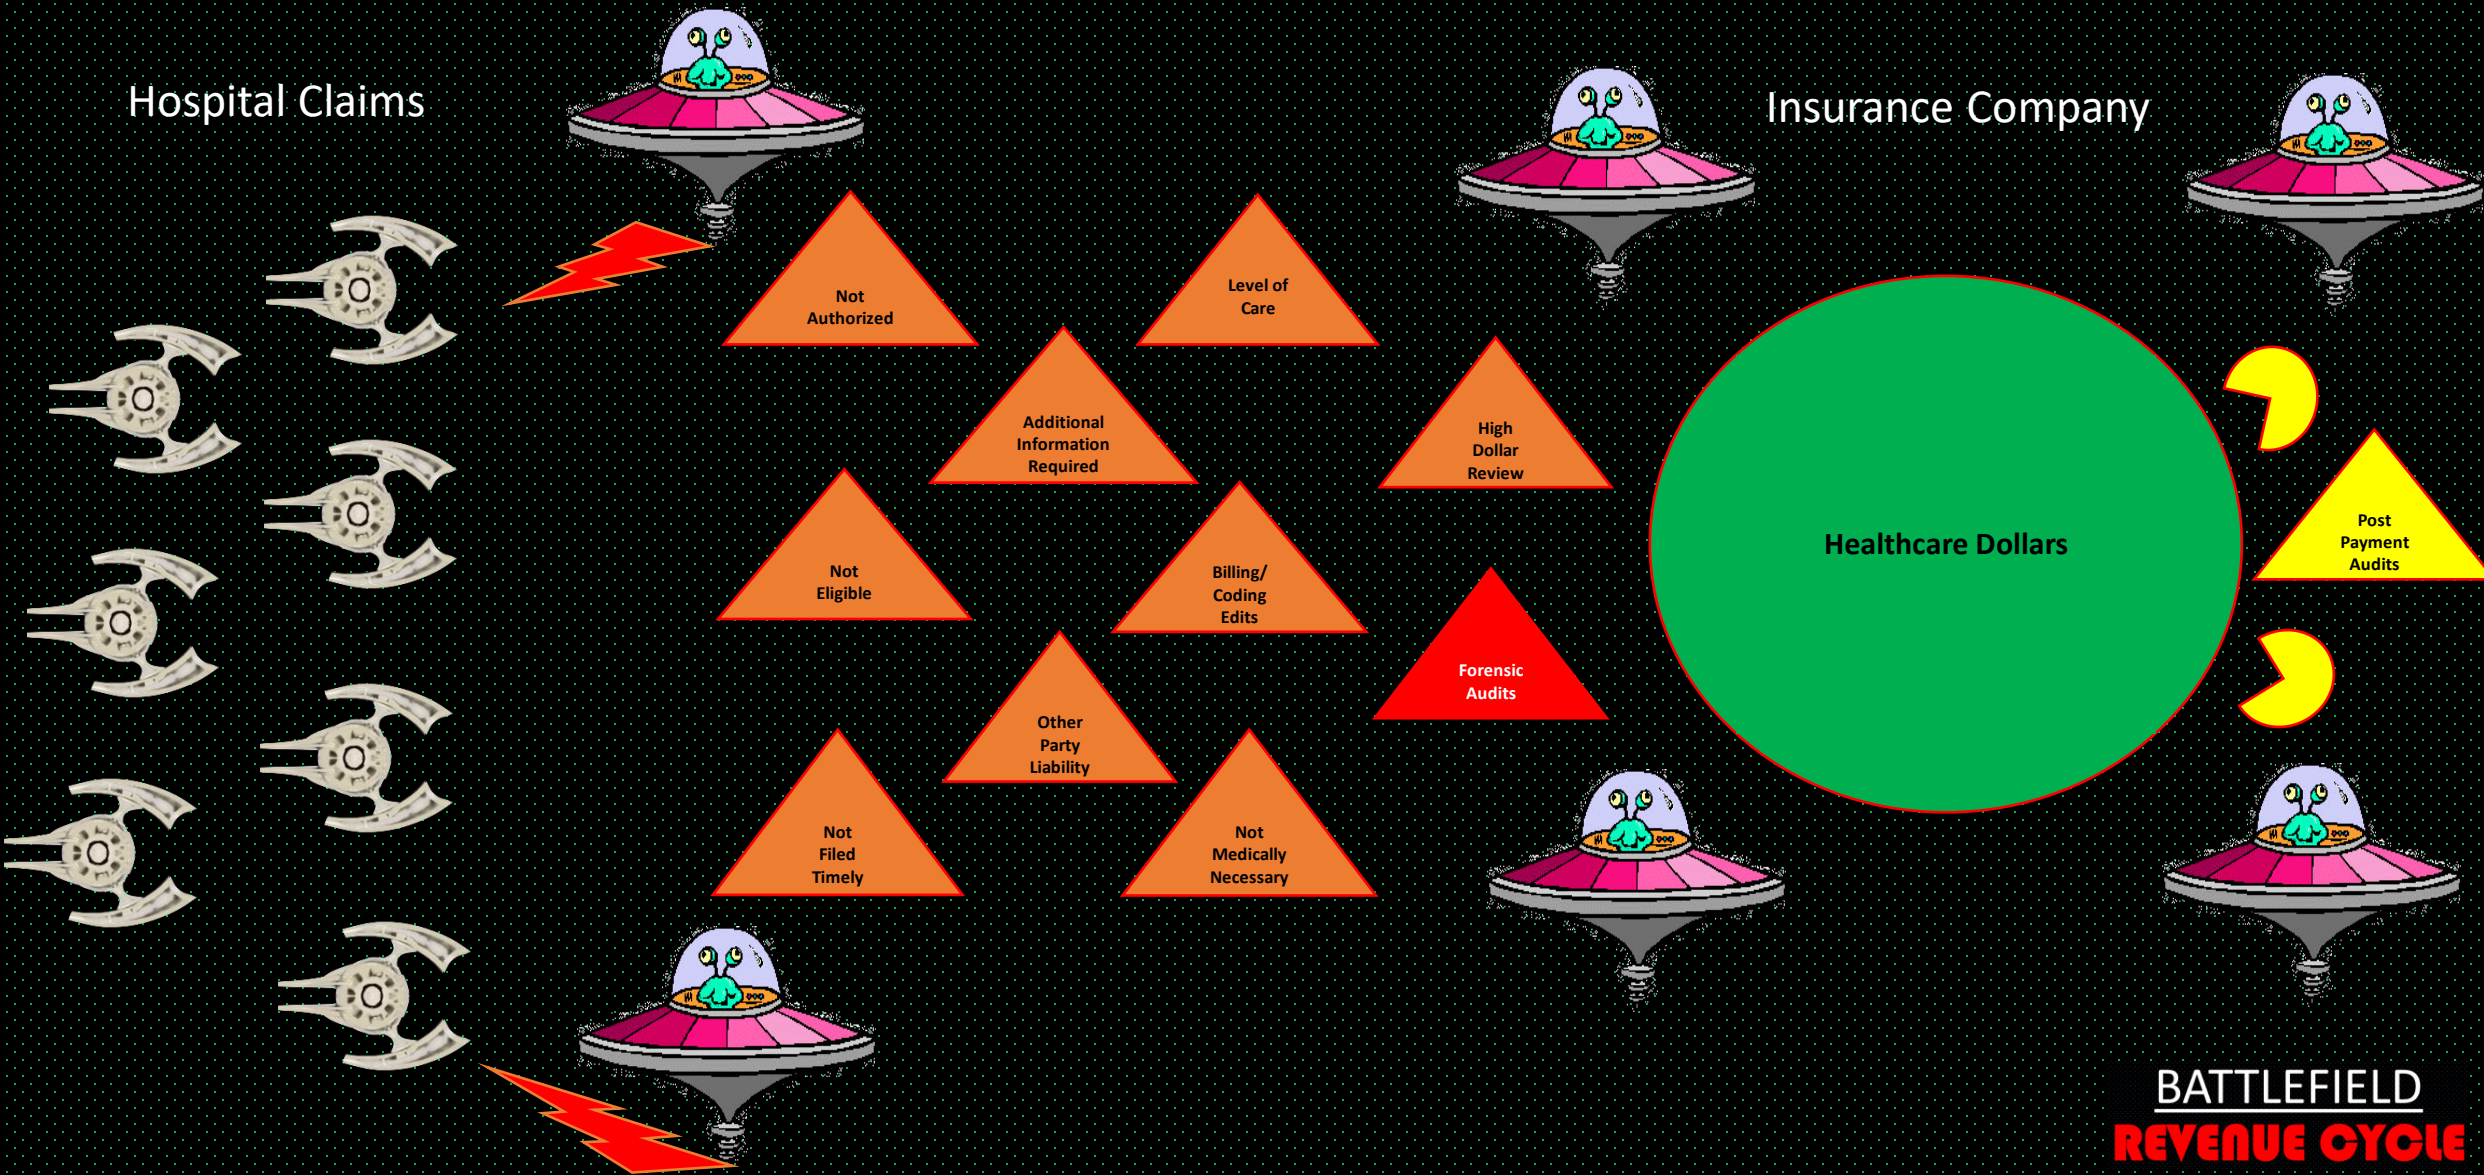 Hospital Claims
Insurance Company
Not
Authorized
Level of
Care
Additional
Information
Required
High
Dollar
Review
Not
Eligible
Billing/
Coding
Edits
Healthcare Dollars
Post
Payment
Audits
Forensic
Audits
Other
Party
Liability
Not
Filed
Timely
Not
Medically
Necessary
BATTLEFIELD
REVENUE CYCLE